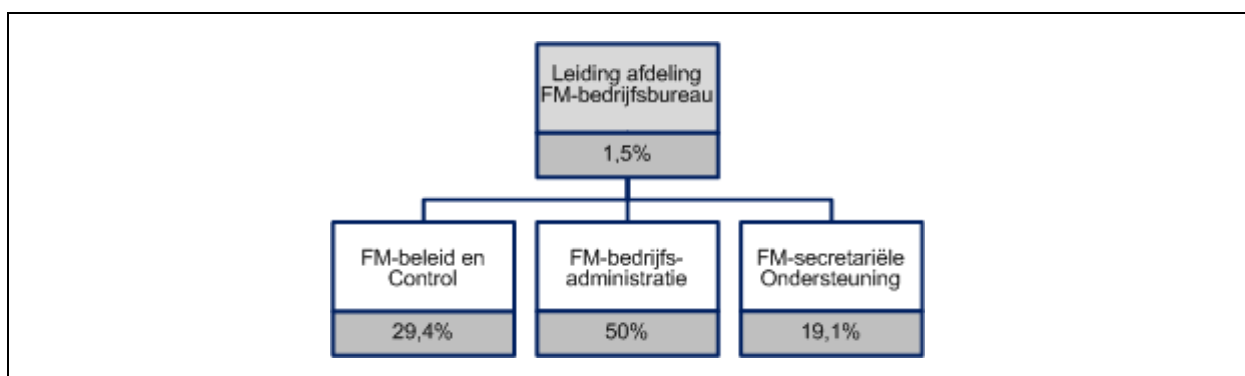 Leiding afdeling
FM-bedrijfsbureau
1,5%
FM-beleid en
Control
29,4%
FM-bedrijfs-
administratie
50%
FM-secretariële
Ondersteuning
19,1%